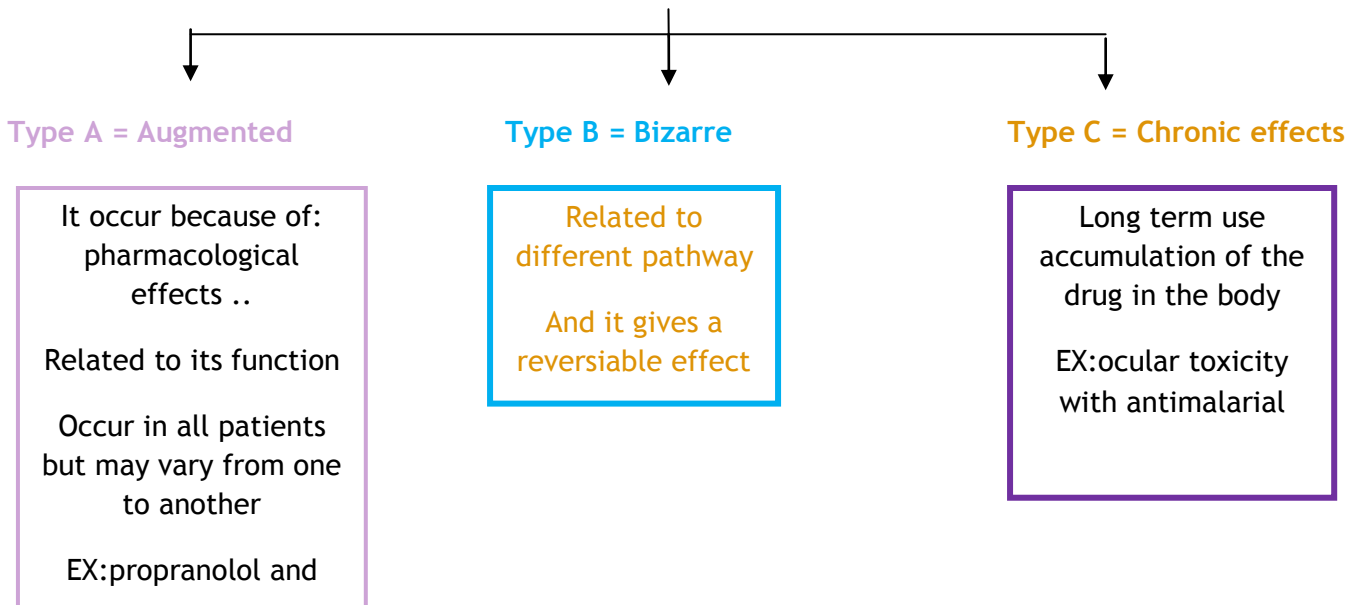 Type A = Augmented
It occur because of:
pharmacological
effects ..
Related to its function
Occur in all patients
but may vary from one
to another
EX:propranolol and
Type B = Bizarre
Related to
different pathway
And it gives a
reversiable effect
Type C = Chronic effects
Long term use
accumulation of the
drug in the body
EX:ocular toxicity
with antimalarial